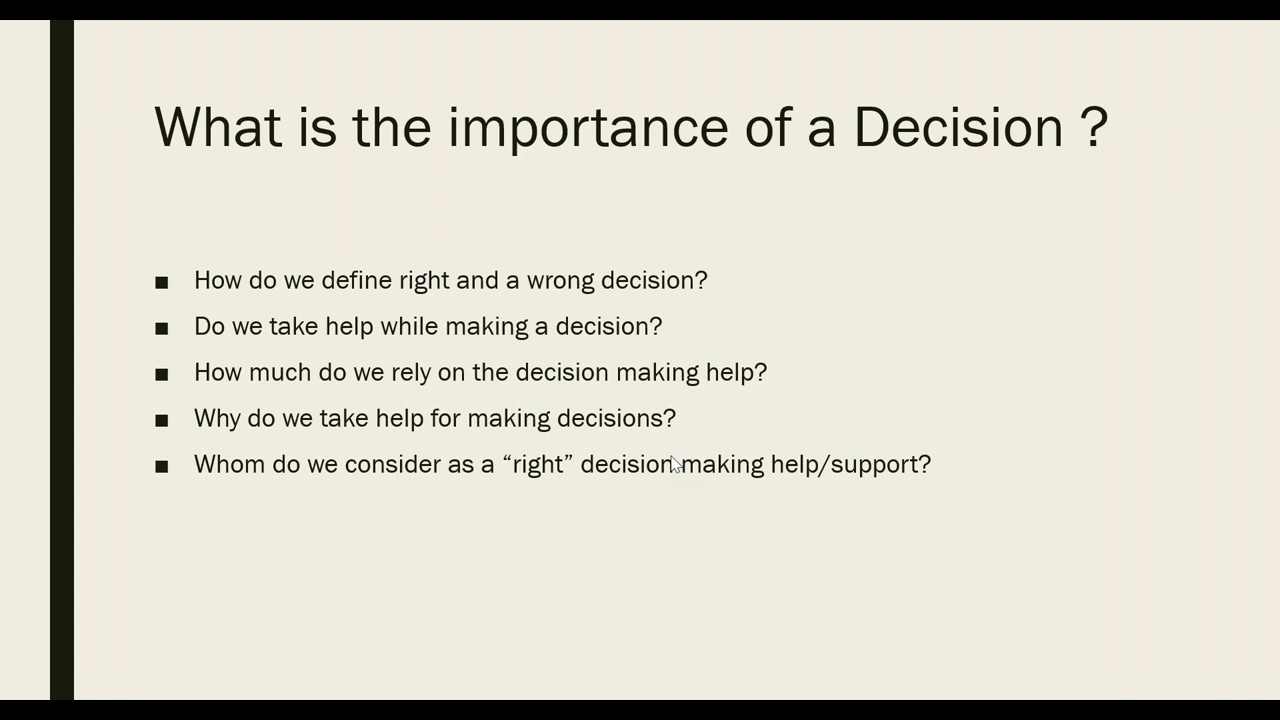 What is the importance of a Decision ?
■ How do we define right and a wrong decision?
■ Do we take help while making a decision?
■ How much do we rely on the decision making help?
■ Why do we take help for making decisions?
■ Whom do we consider as a “right” decision making help/support?